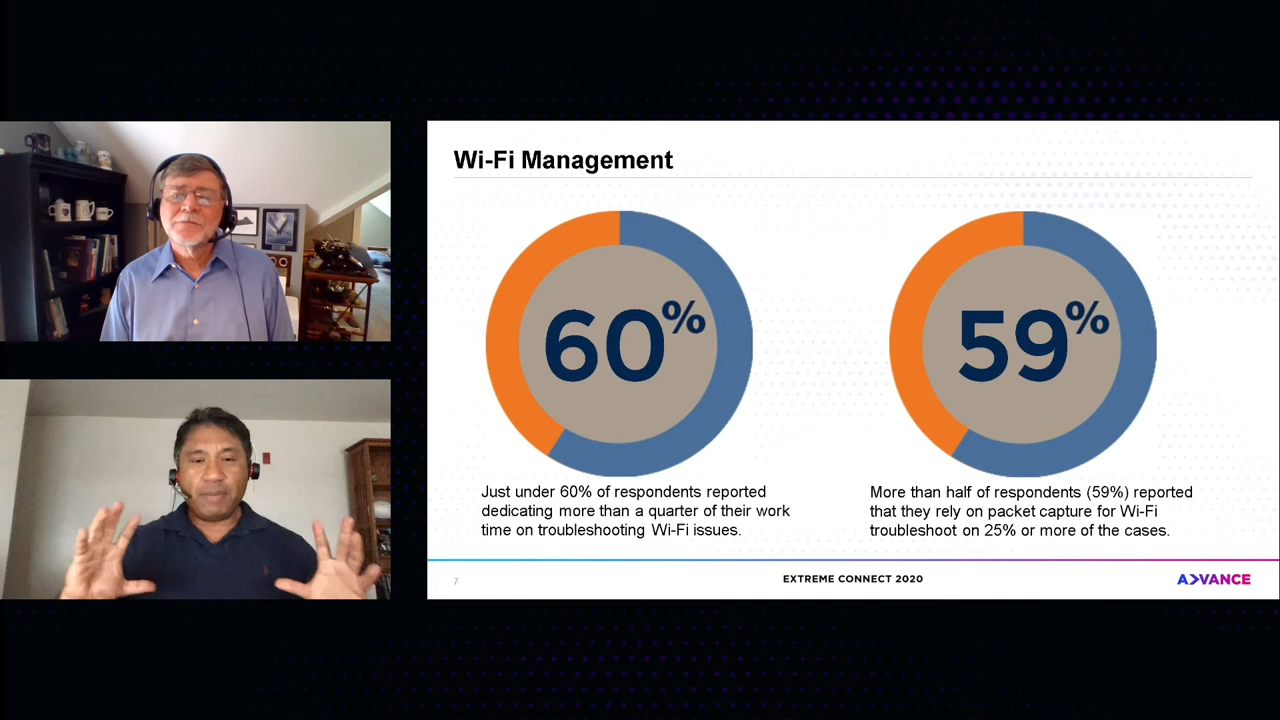 Wi-Fi Management
60%
59%
Just under 60% of respondents reported
dedicating more than a quarter of their work
time on troubleshooting Wi-Fi issues.
More than half of respondents (59%) reported
that they rely on packet capture for Wi-Fi
troubleshoot on 25% or more of the cases.
7
EXTREME CONNECT 2020
ADVANCE